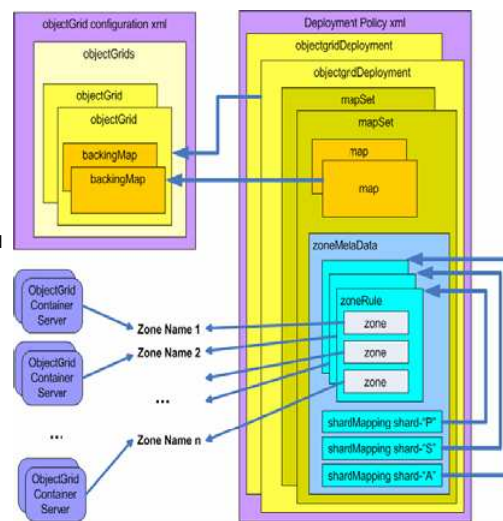 objectGrid configuration xml
objectGrids
objectGrid
objectGrid
backingMap
backingMap
Deployment Policy xml
objectgridDeployment
objectgrdDeployment
mapSet
mapSet
map
map
zoneMetaData
zoneRule
zone
zone
zone
shardMapping shard-"P"
shardMapping shard-"S"
shardMapping shard-"A"
ObjectGrid
Container
Server
Zone Name 1
ObjectGrid
Container
Server
Zone Name 2
...
...
ObjectGrid
Container
Server
Zone Name n